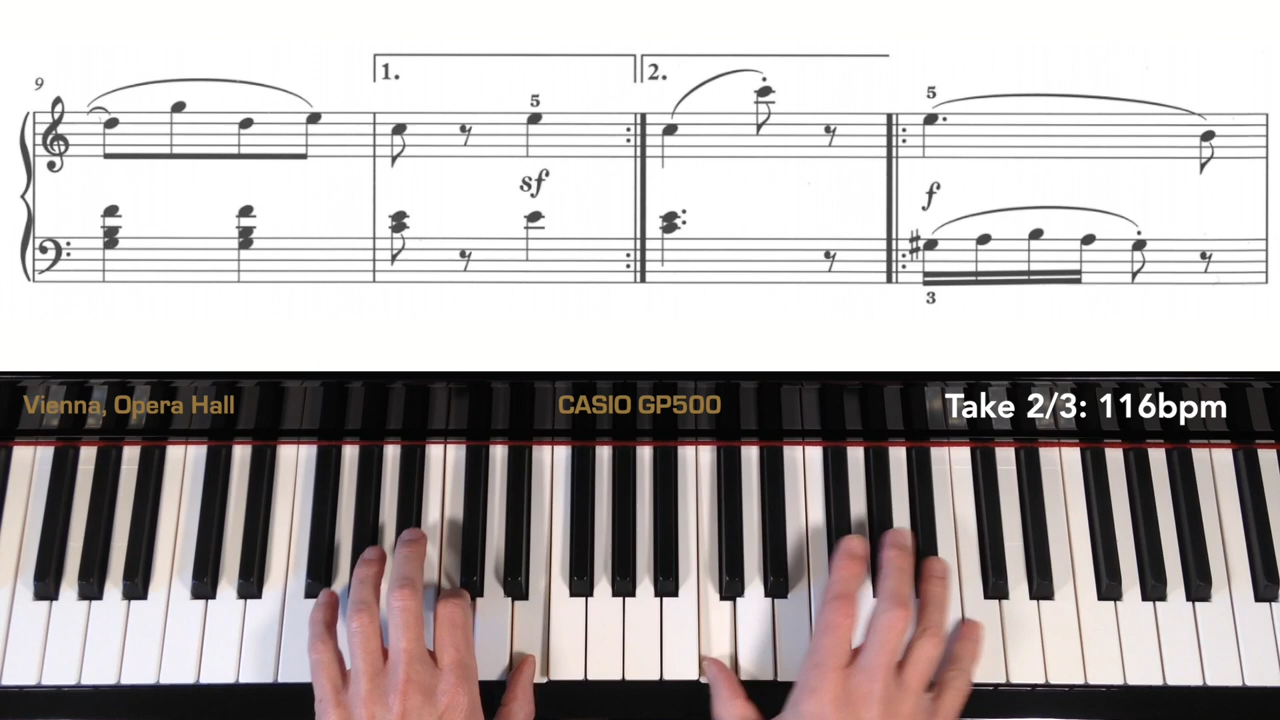 9
1.
2.
5
5
sf
f
3
Vienna, Opera Hall
CASIO GP500
Take 2/3: 116bpm